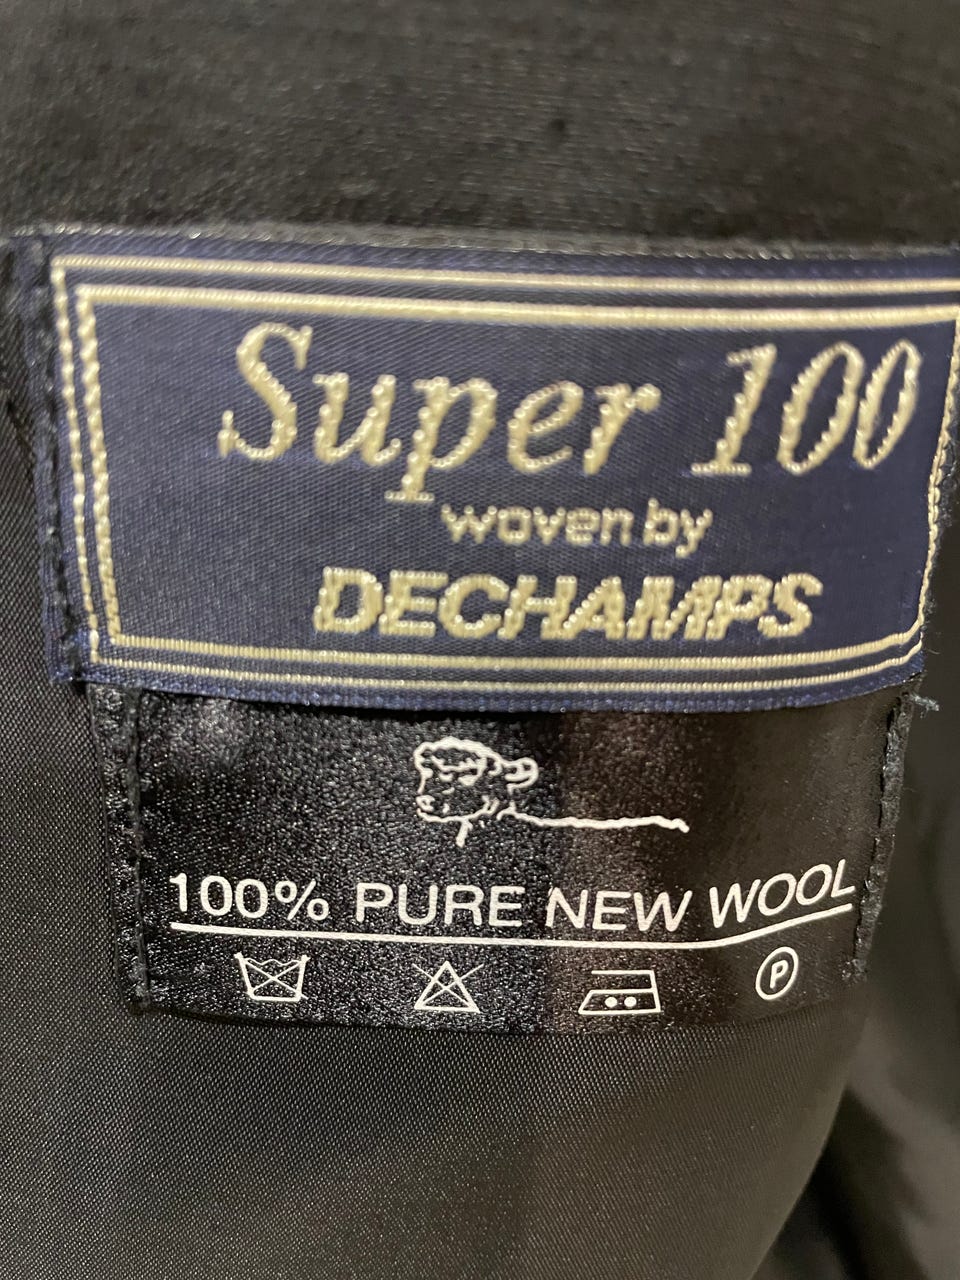 Super 100
woven by
DECHAMPS
100% PURE NEW WOOL
P